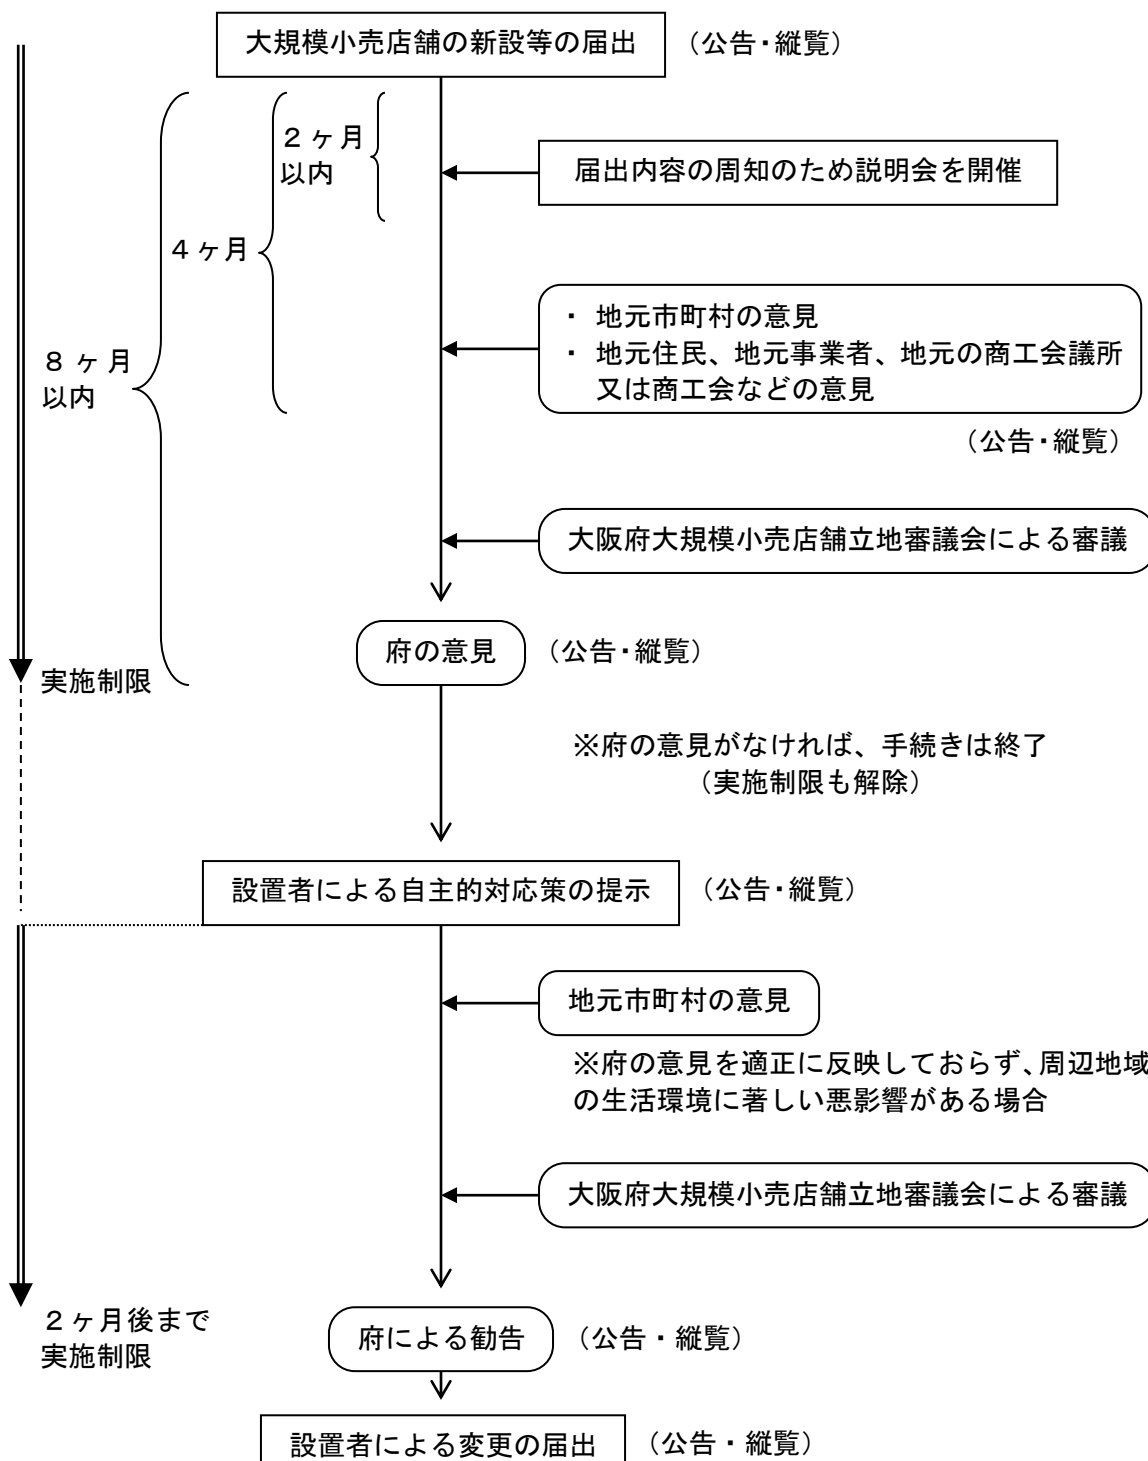 大規模小売店舗の新設等の届出 （公告・縦覧）
２ヶ月
以内
届出内容の周知のため説明会を開催
４ヶ月
・ 地元市町村の意見
・ 地元住民、地元事業者、地元の商工会議所
又は商工会などの意見
８ヶ月
以内
（公告・縦覧）
大阪府大規模小売店舗立地審議会による審議
府の意見 （公告・縦覧）
実施制限
※府の意見がなければ、手続きは終了
（実施制限も解除）
設置者による自主的対応策の提示 （公告・縦覧）
地元市町村の意見
※府の意見を適正に反映しておらず、周辺地域
の生活環境に著しい悪影響がある場合
大阪府大規模小売店舗立地審議会による審議
２ヶ月後まで
実施制限
府による勧告 （公告・縦覧）
設置者による変更の届出 （公告・縦覧）